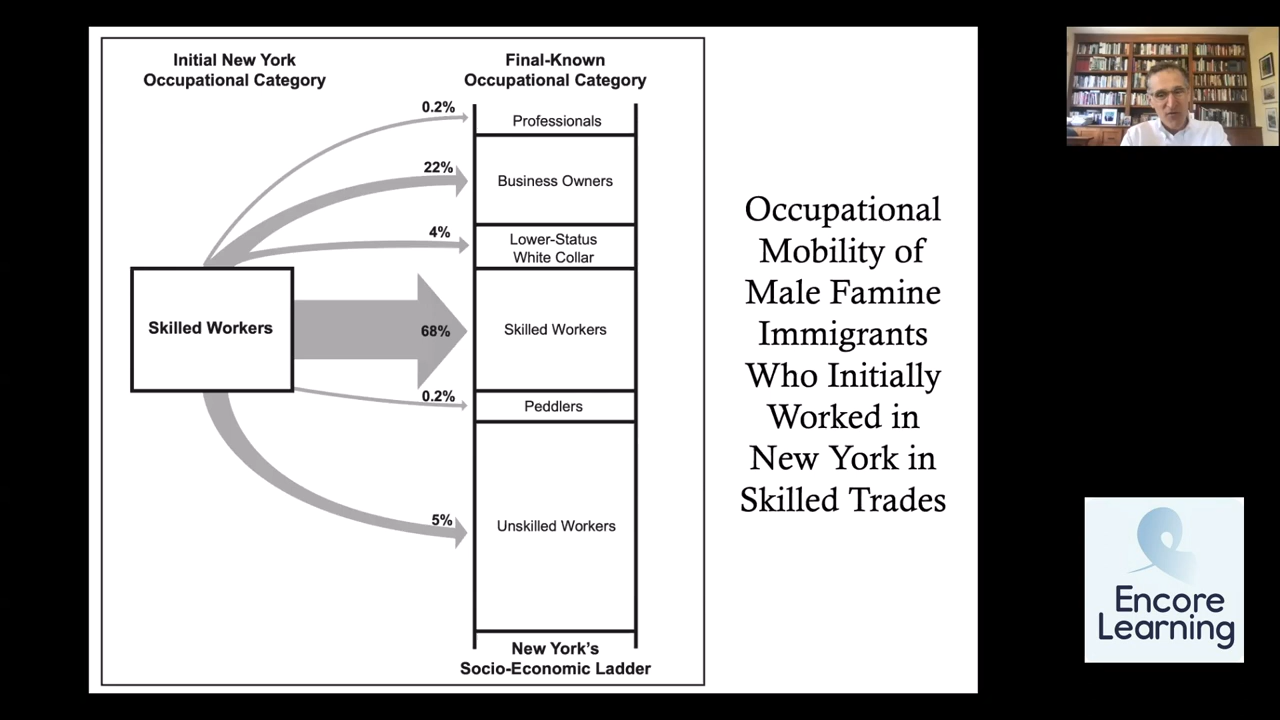 Initial New York
Occupational Category
Final-Known
Occupational Category
0.2%
Professionals
22%
Business Owners
4%
Lower-Status
White Collar
Skilled Workers
68%
Skilled Workers
0.2%
Peddlers
5%
Unskilled Workers
New York's
Socio-Economic Ladder
Occupational
Mobility of
Male Famine
Immigrants
Who Initially
Worked in
New York in
Skilled Trades
Encore
Learning